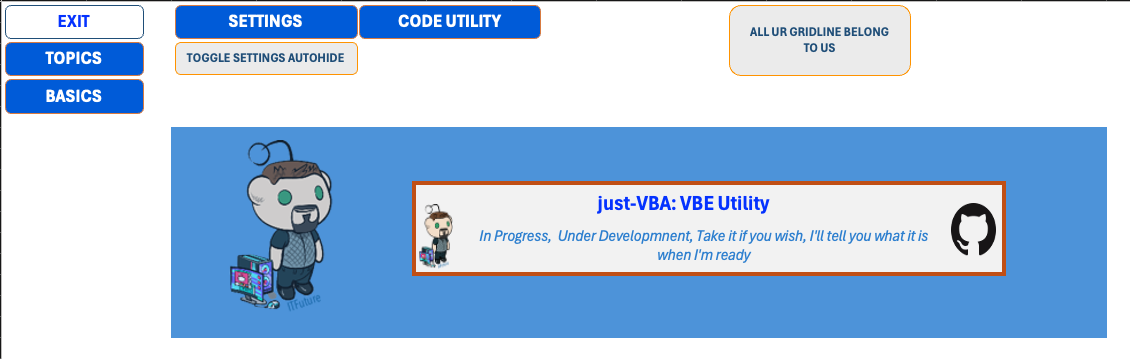 EXIT
SETTINGS
CODE UTILITY
ALL UR GRIDLINE BELONG
TO US
TOPICS
TOGGLE SETTINGS AUTOHIDE
BASICS
just-VBA: VBE Utility
In Progress,  Under Developmnent, Take it if you wish, I'll tell you what it is
when I'm ready
ITFuture